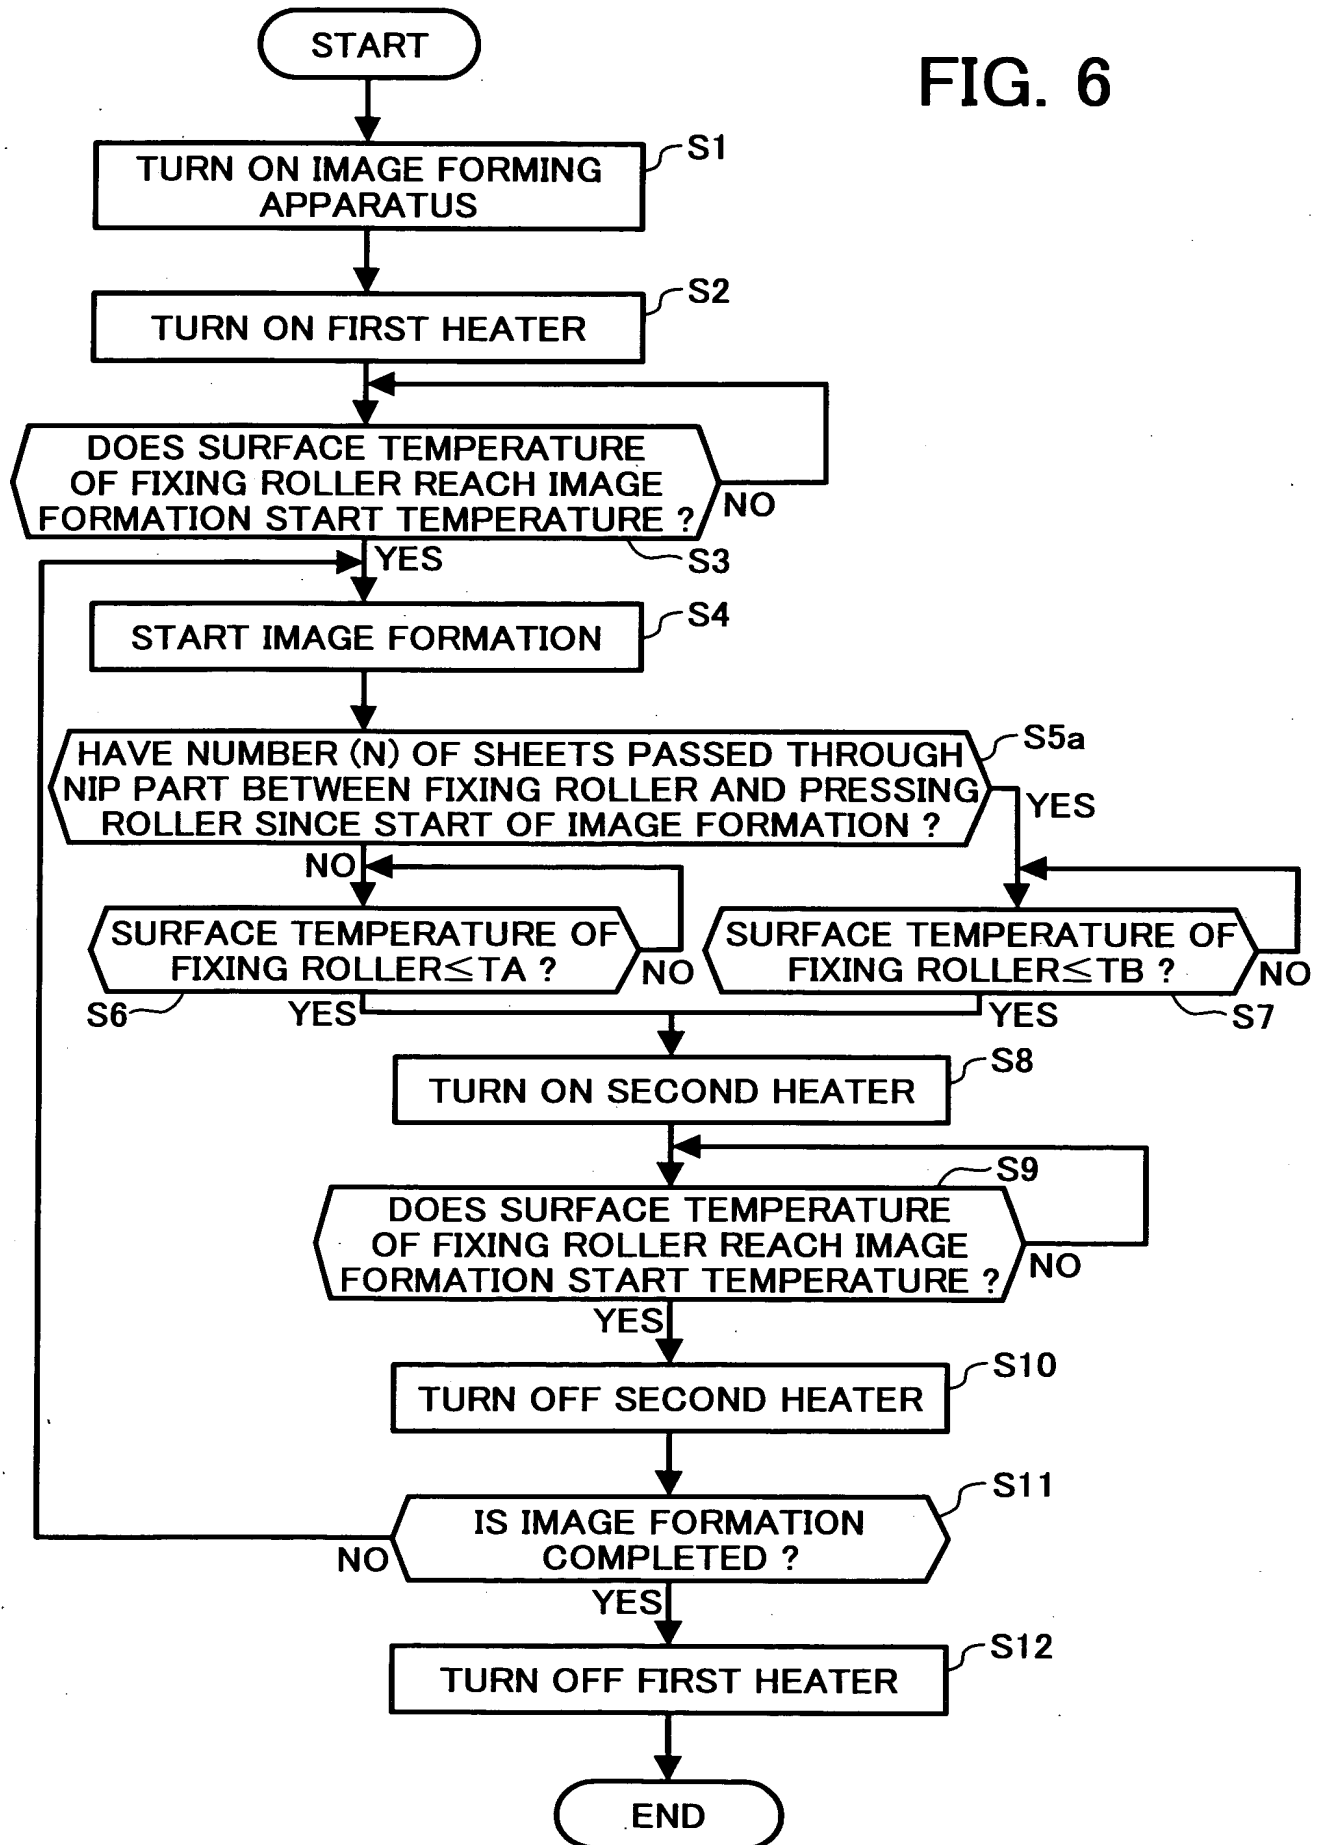 START
FIG. 6
S1
TURN ON IMAGE FORMING
APPARATUS
S2
TURN ON FIRST HEATER
DOES SURFACE TEMPERATURE
OF FIXING ROLLER REACH IMAGE
FORMATION START TEMPERATURE ?
NO
YES
S3
S4
START IMAGE FORMATION
S5a
HAVE NUMBER (N) OF SHEETS PASSED THROUGH
NIP PART BETWEEN FIXING ROLLER AND PRESSING
ROLLER SINCE START OF IMAGE FORMATION ?
YES
NO
SURFACE TEMPERATURE OF
FIXING ROLLER≤TA ?
NO
S6
YES
SURFACE TEMPERATURE OF
FIXING ROLLER≤TB ?
NO
YES
S7
S8
TURN ON SECOND HEATER
S9
DOES SURFACE TEMPERATURE
OF FIXING ROLLER REACH IMAGE
FORMATION START TEMPERATURE ?
NO
YES
S10
TURN OFF SECOND HEATER
S11
IS IMAGE FORMATION
COMPLETED ?
NO
YES
S12
TURN OFF FIRST HEATER
END